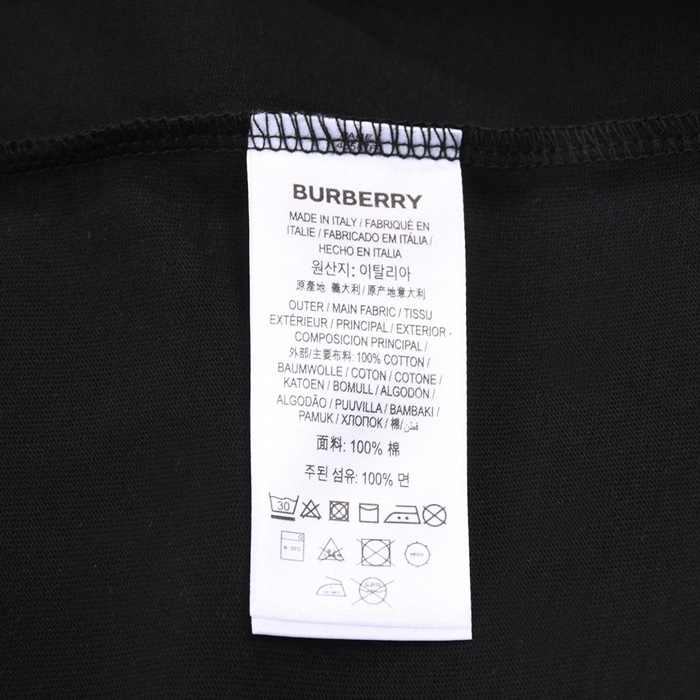 BURBERRY
MADE IN ITALY / FABRIQUÉ EN
ITALIE / FABRICADO EM ITÁLIA /
HECHO EN ITALIA
원산지: 이탈리아
原產地 義大利 / 原产地意大利
OUTER / MAIN FABRIC / TISSU
EXTÉRIEUR / PRINCIPAL / EXTERIOR -
COMPOSICION PRINCIPAL /
外部/主要布料: 100% COTTON /
BAUMWOLLE / COTON / COTONE /
KATOEN / BOMULL / ALGODÓN /
ALGODÃO / PUUVILLA / BAMBAKI /
PAMUK / ХЛОПОК / 棉/ قطن
面料: 100% 棉
주된 섬유: 100% 면
30